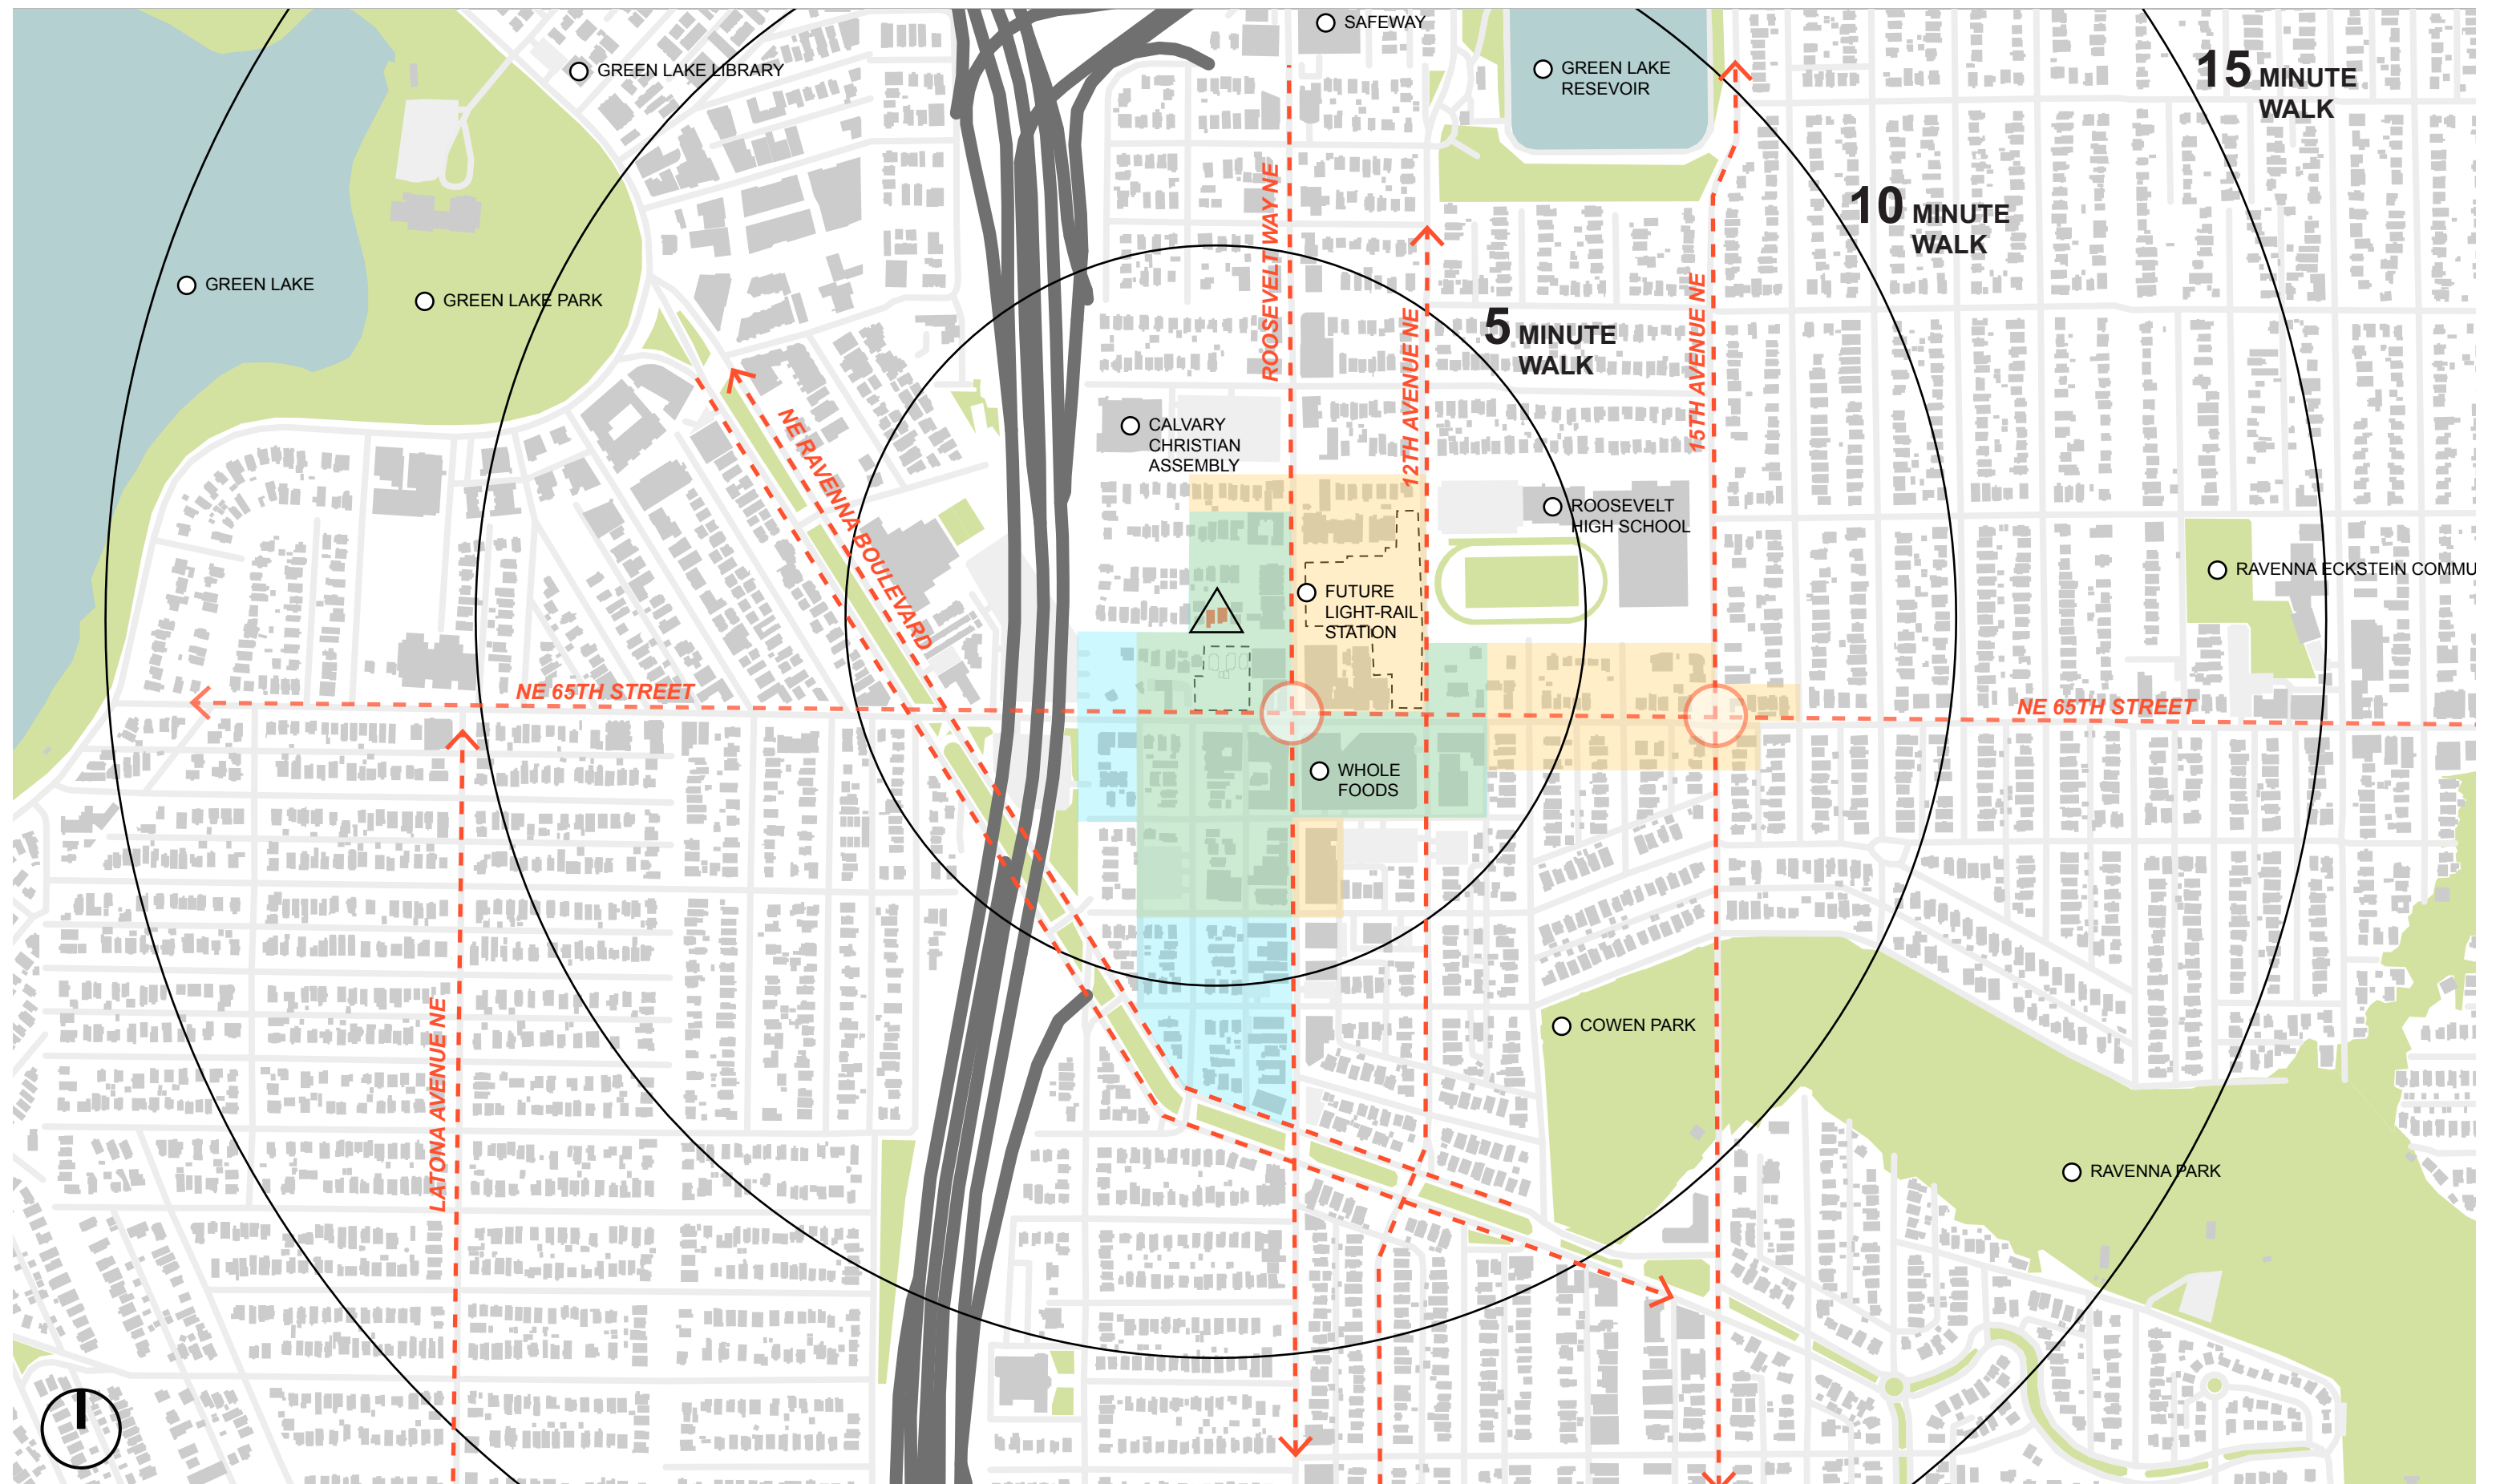 SAFEWAY
GREEN LAKE LIBRARY
GREEN LAKE
RESEVOIR
15 MINUTE
WALK
10 MINUTE
WALK
ROOSEVELT WAY NE
GREEN LAKE
GREEN LAKE PARK
12TH AVENUE NE
15TH AVENUE NE
5 MINUTE
WALK
NE RAVENNA BOULEVARD
CALVARY
CHRISTIAN
ASSEMBLY
ROOSEVELT
HIGH SCHOOL
RAVENNA ECKSTEIN COMMU
FUTURE
LIGHT-RAIL
STATION
NE 65TH STREET
NE 65TH STREET
WHOLE
FOODS
LATONA AVENUE NE
COWEN PARK
RAVENNA PARK